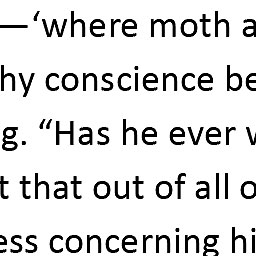 —‘where moth a
hy conscience be
g. “Has he ever w
t that out of all o
ess concerning hi